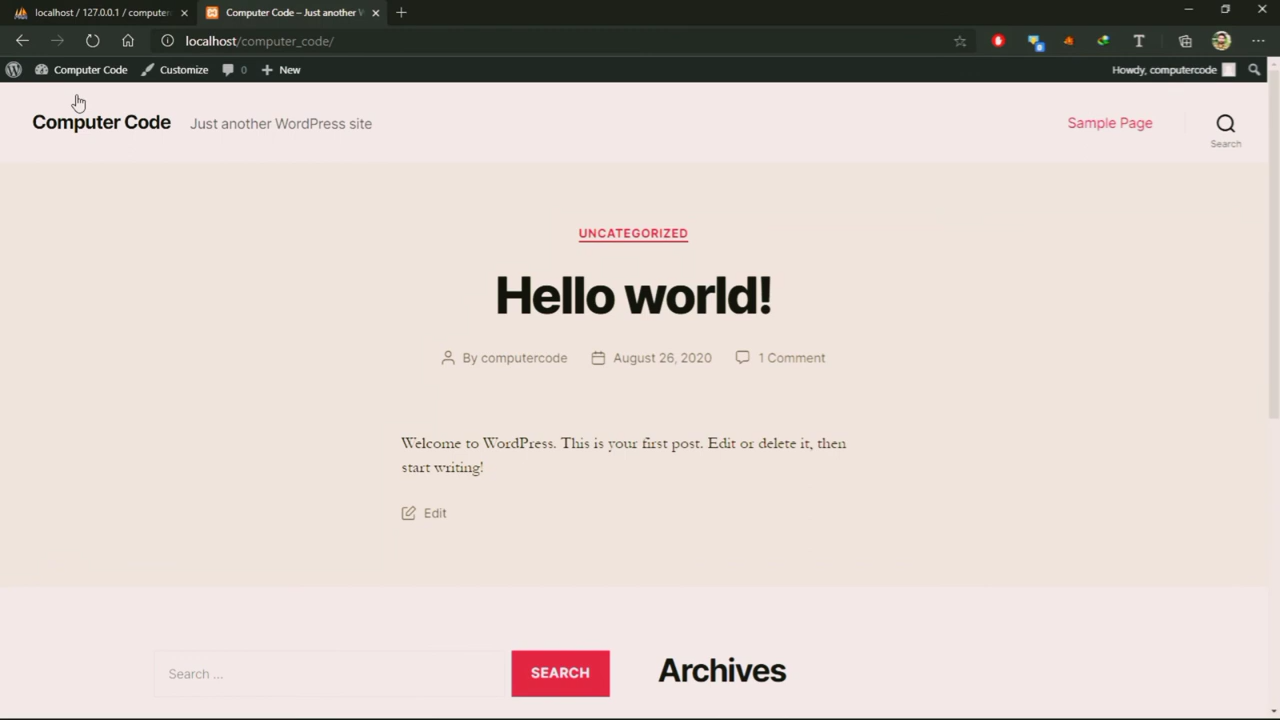 localhost / 127.0.0.1 / computer
Computer Code – Just another W
localhost/computer_code/
Computer Code
Customize
0
New
Howdy, computercode
Computer Code
Just another WordPress site
Sample Page
Search
UNCATEGORIZED
Hello world!
By computercode
August 26, 2020
1 Comment
Welcome to WordPress. This is your first post. Edit or delete it, then
start writing!
Edit
Search ...
SEARCH
Archives